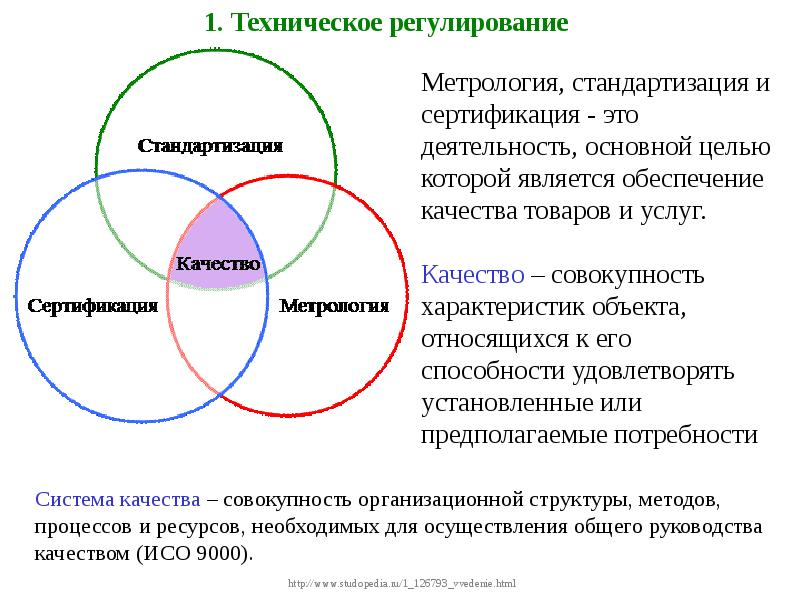 1. Техническое регулирование
Стандартизация
Качество
Сертификация
Метрология
Метрология, стандартизация и
сертификация - это
деятельность, основной целью
которой является обеспечение
качества товаров и услуг.
Качество – совокупность
характеристик объекта,
относящихся к его
способности удовлетворять
установленные или
предполагаемые потребности
Система качества – совокупность организационной структуры, методов,
процессов и ресурсов, необходимых для осуществления общего руководства
качеством (ИСО 9000).
http://www.studopedia.ru/1_126793_vvedenie.html